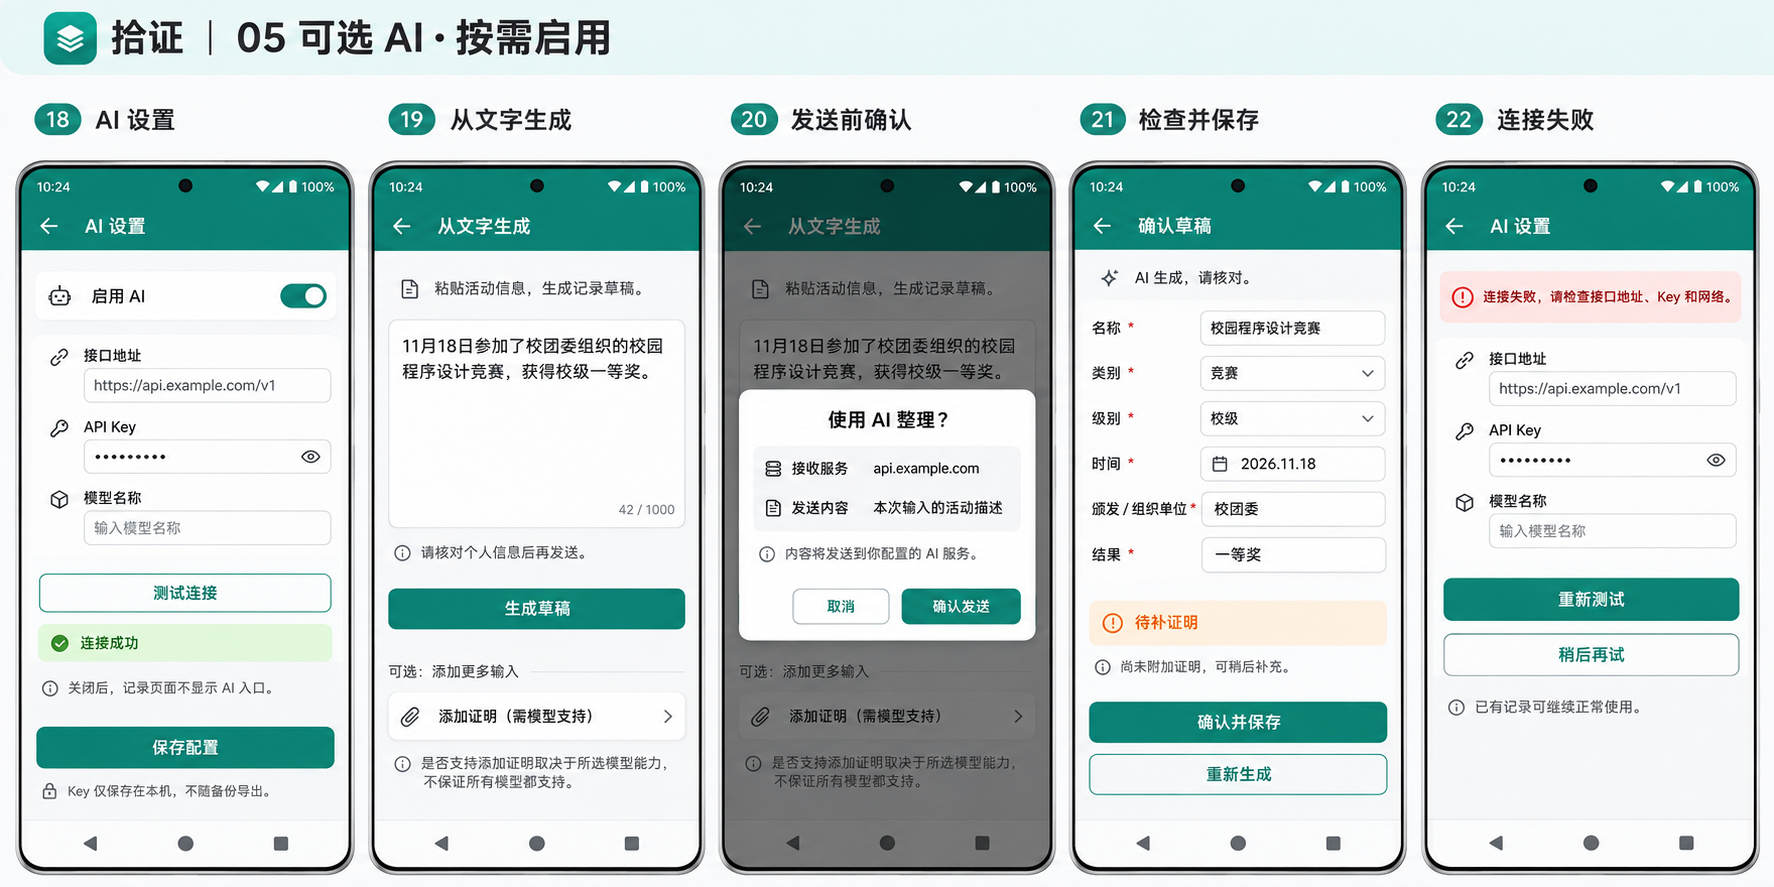 拾证 | 05 可选 AI · 按需启用
18 AI 设置
10:24 100%
AI 设置
启用 AI
接口地址
https://api.example.com/v1
API Key
•••••••••
模型名称
输入模型名称
测试连接
连接成功
关闭后，记录页面不显示 AI 入口。
保存配置
Key 仅保存在本机，不随备份导出。
19 从文字生成
10:24 100%
从文字生成
粘贴活动信息，生成记录草稿。
11月18日参加了校团委组织的校园
程序设计竞赛，获得校级一等奖。
42 / 1000
请核对个人信息后再发送。
生成草稿
可选：添加更多输入
添加证明（需模型支持）
是否支持添加证明取决于所选模型能力，
不保证所有模型都支持。
20 发送前确认
10:24 100%
从文字生成
粘贴活动信息，生成记录草稿。
11月18日参加了校团委组织的校园
程序设计竞赛，获得校级一等奖。
使用 AI 整理？
接收服务 api.example.com
发送内容 本次输入的活动描述
内容将发送到你配置的 AI 服务。
取消 确认发送
可选：添加更多输入
添加证明（需模型支持）
是否支持添加证明取决于所选模型能力，
不保证所有模型都支持。
21 检查并保存
10:24 100%
确认草稿
AI 生成，请核对。
名称 * 校园程序设计竞赛
类别 * 竞赛
级别 * 校级
时间 * 2026.11.18
颁发 / 组织单位 * 校团委
结果 * 一等奖
待补证明
尚未附加证明，可稍后补充。
确认并保存
重新生成
22 连接失败
10:24 100%
AI 设置
连接失败，请检查接口地址、Key 和网络。
接口地址
https://api.example.com/v1
API Key
•••••••••
模型名称
输入模型名称
重新测试
稍后再试
已有记录可继续正常使用。